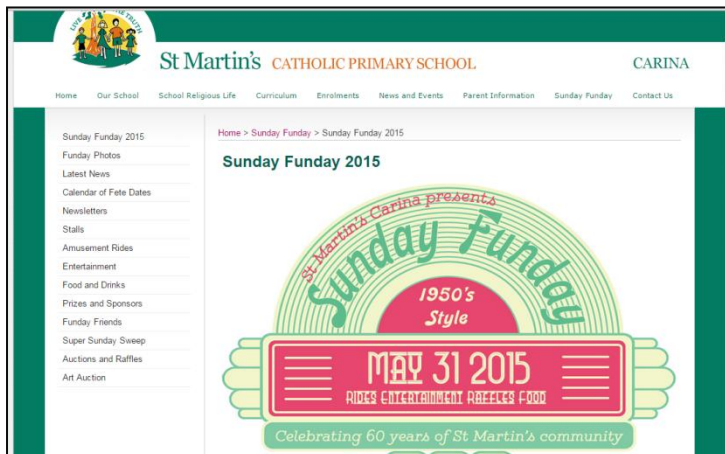 LIVE THE TRUTH
St Martin's CATHOLIC PRIMARY SCHOOL CARINA
Home Our School School Religious Life Curriculum Enrolments News and Events Parent Information Sunday Funday Contact Us
Home > Sunday Funday > Sunday Funday 2015
Sunday Funday 2015
Funday Photos
Latest News
Calendar of Fete Dates
Newsletters
Stalls
Amusement Rides
Entertainment
Food and Drinks
Prizes and Sponsors
Funday Friends
Super Sunday Sweep
Auctions and Raffles
Art Auction
Sunday Funday 2015
St Martin's Carina presents
Sunday Funday
1950's
Style
MAY 31 2015
RIDES ENTERTAINMENT RAFFLES FOOD
Celebrating 60 years of St Martin's community